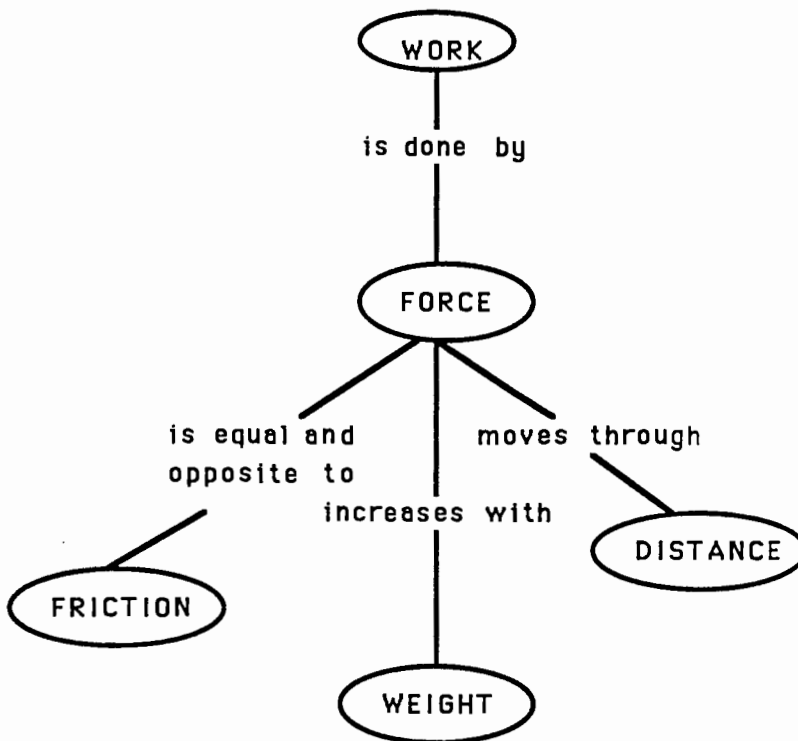 WORK
is done by
FORCE
is equal and
opposite to
moves through
increases with
DISTANCE
FRICTION
WEIGHT